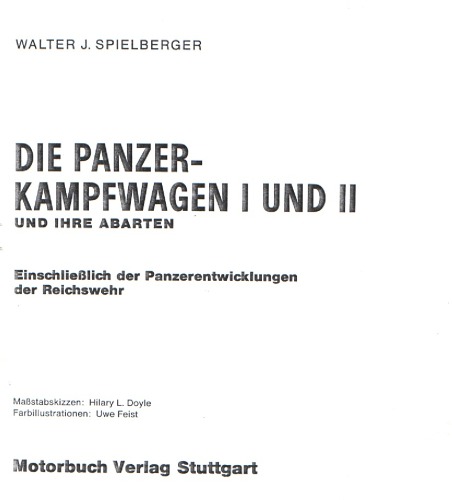 WALTER J. SPIELBERGER
DIE PANZER-
KAMPFWAGEN I UND II
UND IHRE ABARTEN
Einschließlich der Panzerentwicklungen
der Reichswehr
Maßstabskizzen: Hilary L. Doyle
Farbillustrationen: Uwe Feist
Motorbuch Verlag Stuttgart